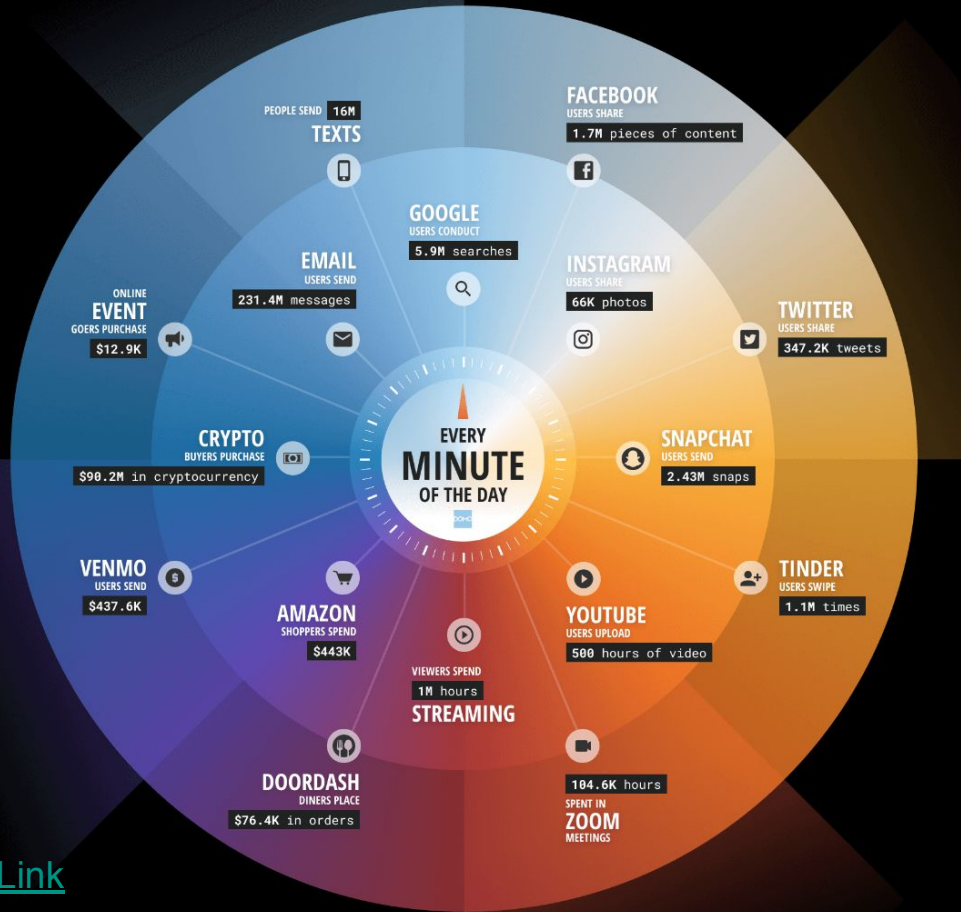 PEOPLE SEND 16M
TEXTS
FACEBOOK
USERS SHARE
1.7M pieces of content
GOOGLE
USERS CONDUCT
5.9M searches
EMAIL
USERS SEND
231.4M messages
INSTAGRAM
USERS SHARE
66K photos
ONLINE
EVENT
GOERS PURCHASE
$12.9K
TWITTER
USERS SHARE
347.2K tweets
CRYPTO
BUYERS PURCHASE
$90.2M in cryptocurrency
EVERY
MINUTE
OF THE DAY
DOMO
SNAPCHAT
USERS SEND
2.43M snaps
VENMO
USERS SEND
$437.6K
AMAZON
SHOPPERS SPEND
$443K
VIEWERS SPEND
1M hours
STREAMING
YOUTUBE
USERS UPLOAD
500 hours of video
TINDER
USERS SWIPE
1.1M times
DOORDASH
DINERS PLACE
$76.4K in orders
104.6K hours
SPENT IN
ZOOM
MEETINGS
Link